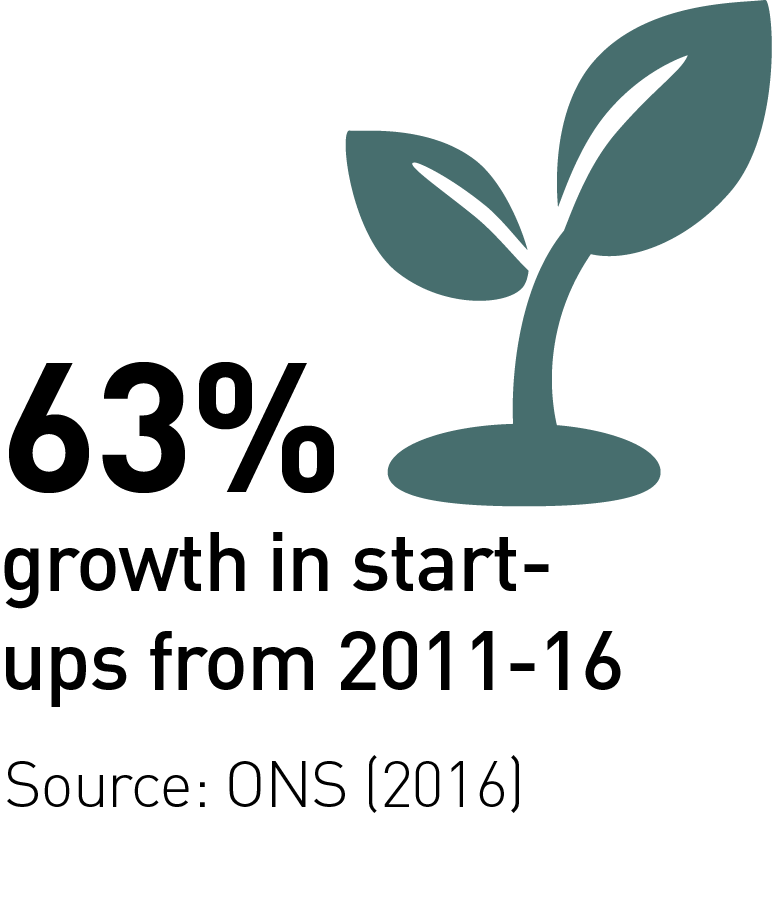 63%
growth in start-
ups from 2011-16
Source: ONS (2016)